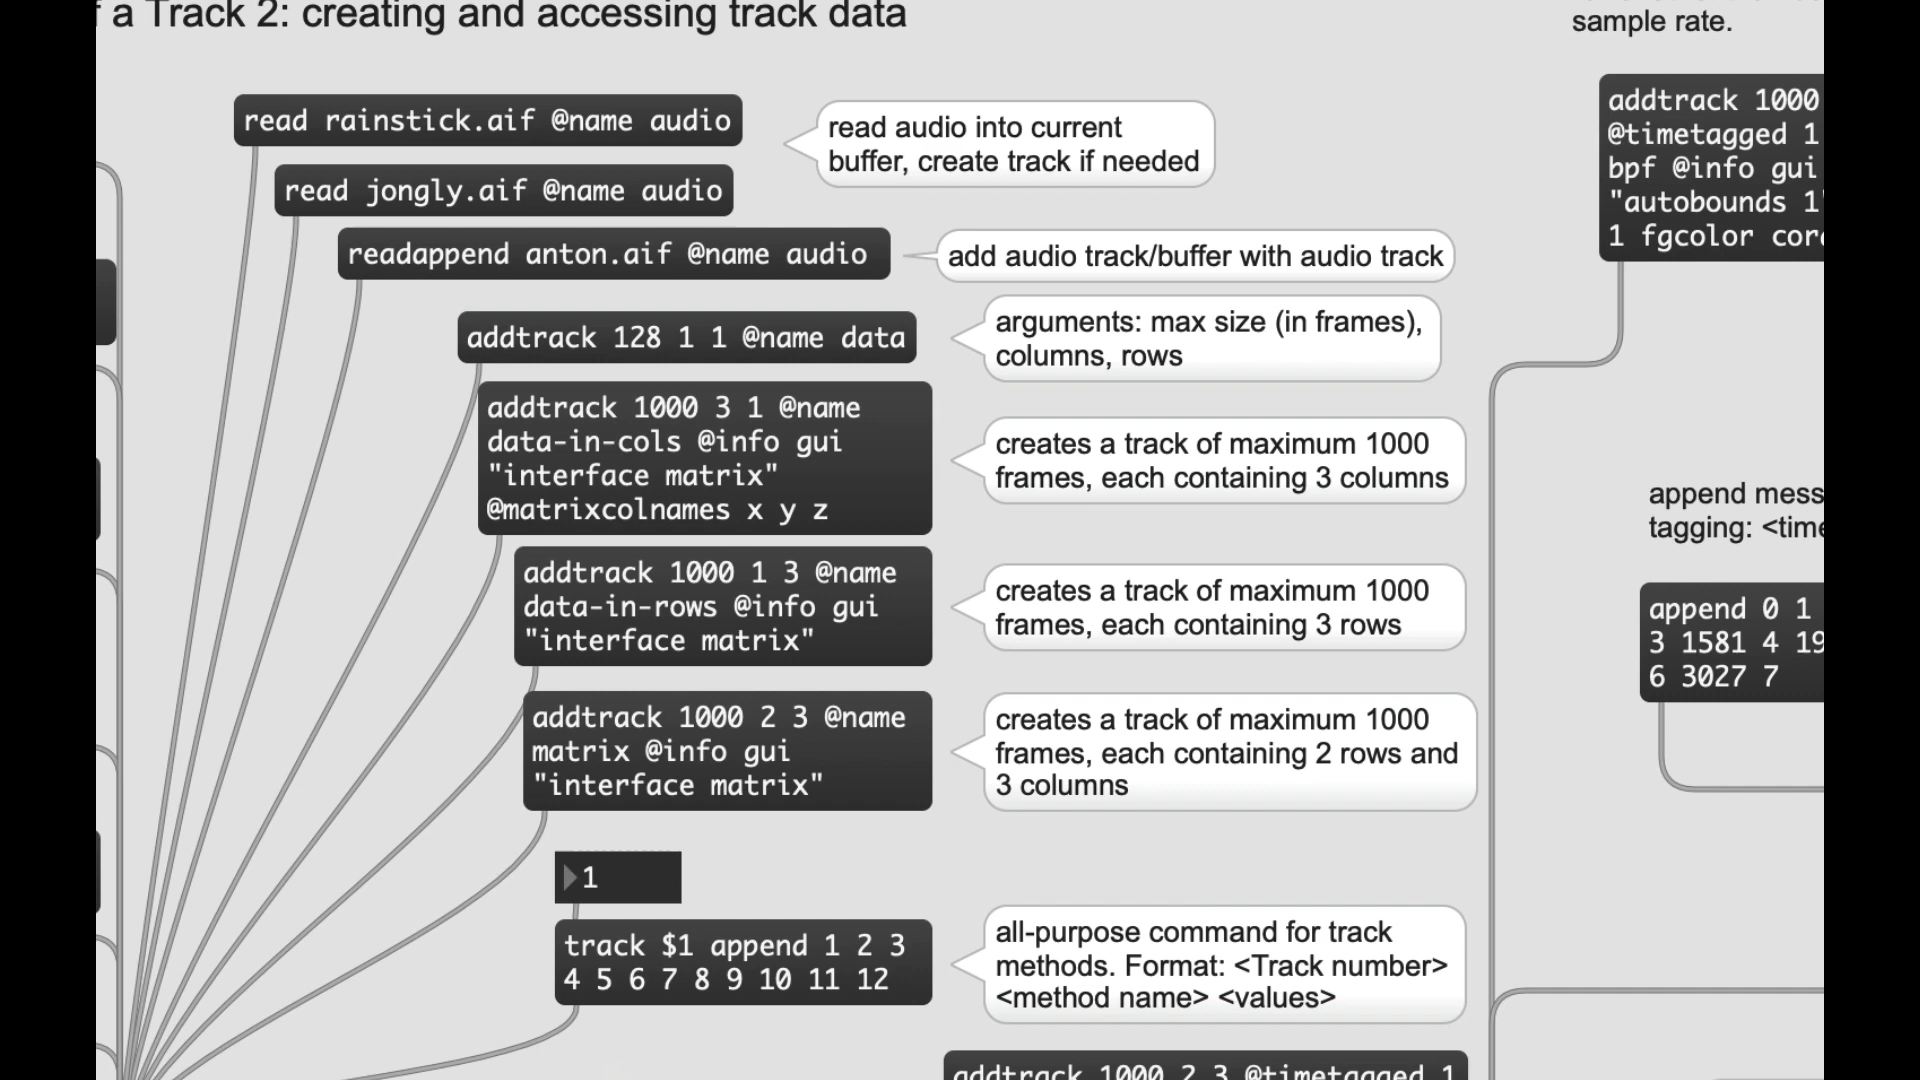 f a Track 2: creating and accessing track data
sample rate.
read rainstick.aif @name audio
read audio into current
buffer, create track if needed
read jongly.aif @name audio
readappend anton.aif @name audio
add audio track/buffer with audio track
addtrack 128 1 1 @name data
arguments: max size (in frames),
columns, rows
addtrack 1000 3 1 @name
data-in-cols @info gui
"interface matrix"
@matrixcolnames x y z
creates a track of maximum 1000
frames, each containing 3 columns
addtrack 1000 1 3 @name
data-in-rows @info gui
"interface matrix"
creates a track of maximum 1000
frames, each containing 3 rows
addtrack 1000 2 3 @name
matrix @info gui
"interface matrix"
creates a track of maximum 1000
frames, each containing 2 rows and
3 columns
1
track $1 append 1 2 3
4 5 6 7 8 9 10 11 12
all-purpose command for track
methods. Format: <Track number>
<method name> <values>
addtrack 1000 2 3 @timetagged 1
addtrack 1000
@timetagged 1
bpf @info gui
"autobounds 1"
1 fgcolor
append mess
tagging: <time
append 0 1
3 1581 4 19
6 3027 7